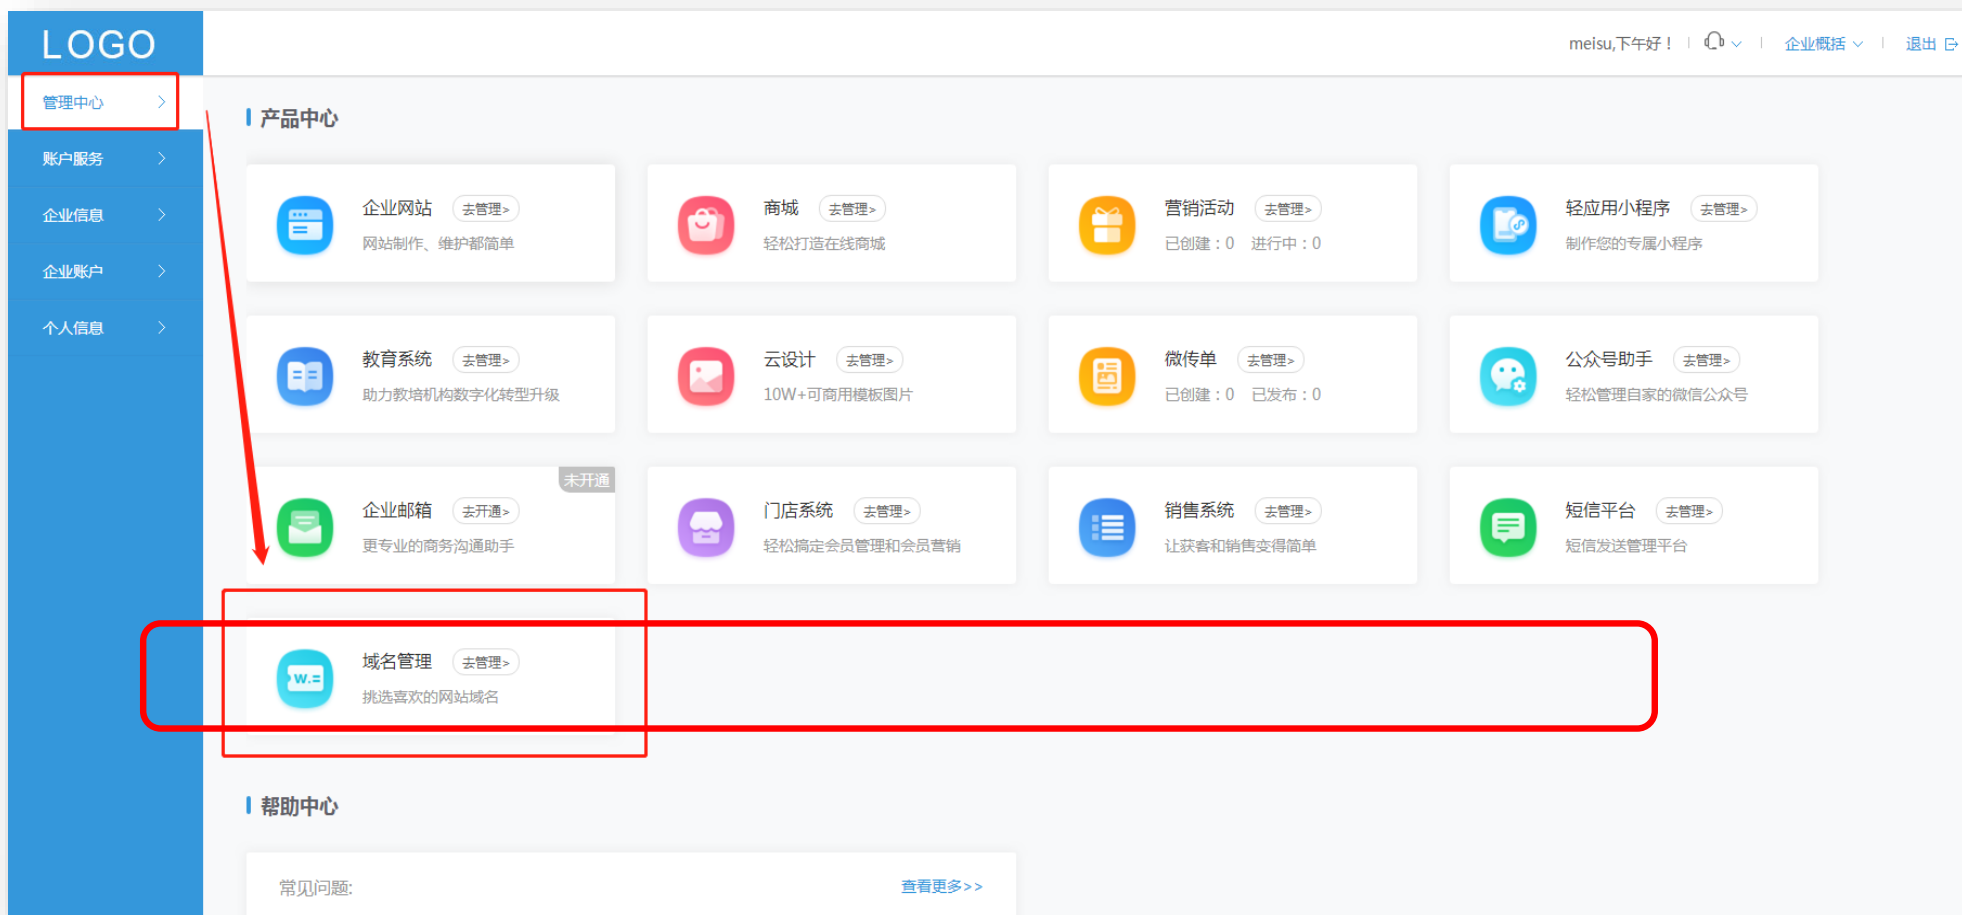 LOGO
meisu,下午好！
企业概括
退出
管理中心
账户服务
企业信息
企业账户
个人信息
产品中心
企业网站 去管理>
网站制作、维护都简单
商城 去管理>
轻松打造在线商城
营销活动 去管理>
已创建：0 进行中：0
轻应用小程序 去管理>
制作您的专属小程序
教育系统 去管理>
助力教培机构数字化转型升级
云设计 去管理>
10W+可商用模板图片
微传单 去管理>
已创建：0 已发布：0
公众号助手 去管理>
轻松管理自家的微信公众号
未开通
企业邮箱 去开通>
更专业的商务沟通助手
门店系统 去管理>
轻松搞定会员管理和会员营销
销售系统 去管理>
让获客和销售变得简单
短信平台 去管理>
短信发送管理平台
W.=
域名管理 去管理>
挑选喜欢的网站域名
帮助中心
常见问题:
查看更多>>